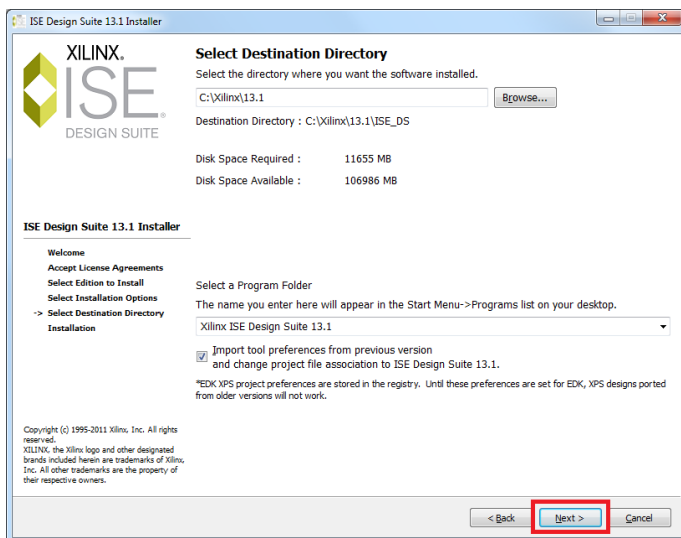 ISE Design Suite 13.1 Installer
XILINX®
ISE®
DESIGN SUITE
Select Destination Directory
Select the directory where you want the software installed.
C:\Xilinx\13.1
Browse...
Destination Directory : C:\Xilinx\13.1\ISE_DS
Disk Space Required : 11655 MB
Disk Space Available : 106986 MB
ISE Design Suite 13.1 Installer
Welcome
Accept License Agreements
Select Edition to Install
Select Installation Options
-> Select Destination Directory
Installation
Select a Program Folder
The name you enter here will appear in the Start Menu->Programs list on your desktop.
Xilinx ISE Design Suite 13.1
Import tool preferences from previous version
and change project file association to ISE Design Suite 13.1.
*EDK XPS project preferences are stored in the registry. Until these preferences are set for EDK, XPS designs ported
from older versions will not work.
Copyright (c) 1995-2011 Xilinx, Inc. All rights
reserved.
XILINX, the Xilinx logo and other designated
brands included herein are trademarks of Xilinx,
Inc. All other trademarks are the property of
their respective owners.
< Back
Next >
Cancel